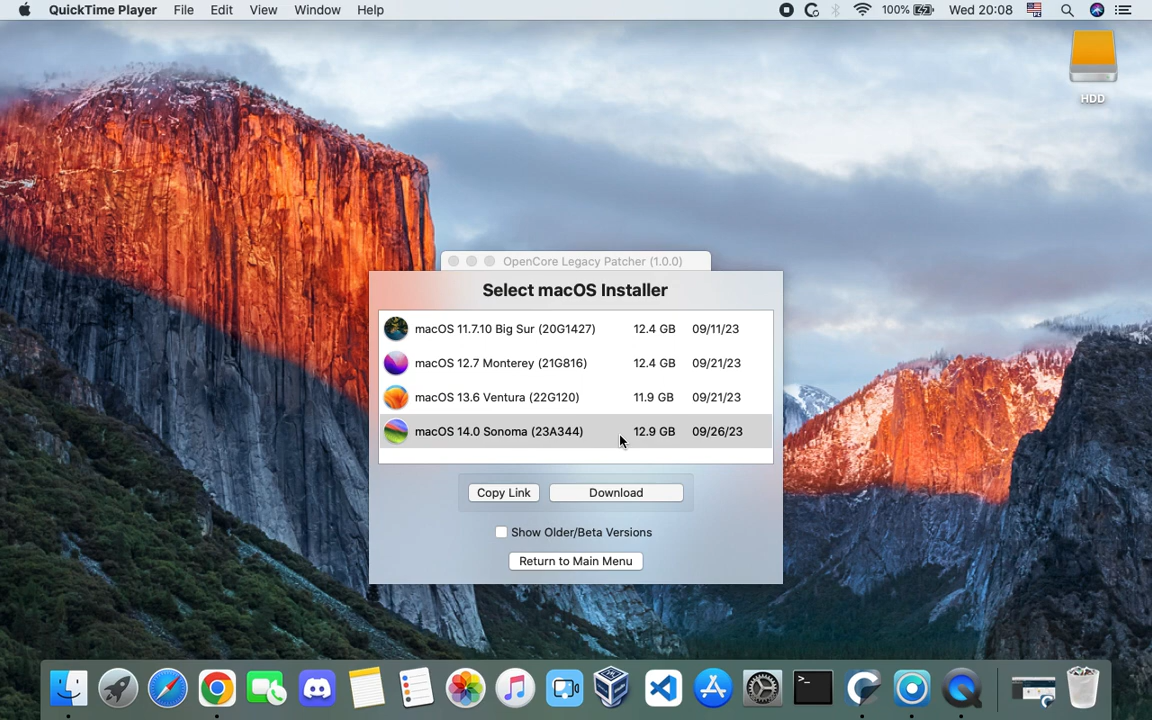 QuickTime Player File Edit View Window Help 100% Wed 20:08
HDD
OpenCore Legacy Patcher (1.0.0)
Select macOS Installer
macOS 11.7.10 Big Sur (20G1427) 12.4 GB 09/11/23
macOS 12.7 Monterey (21G816) 12.4 GB 09/21/23
macOS 13.6 Ventura (22G120) 11.9 GB 09/21/23
macOS 14.0 Sonoma (23A344) 12.9 GB 09/26/23
Copy Link Download
Show Older/Beta Versions
Return to Main Menu